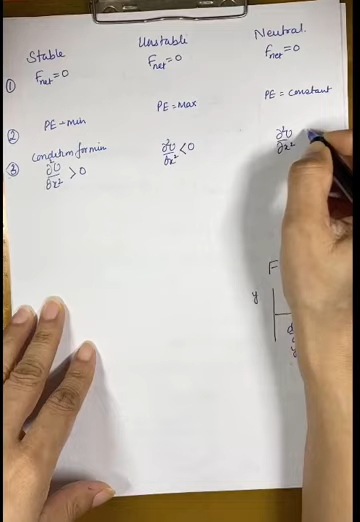 Stable Unstable Neutral.
① Fnet=0 Fnet=0 Fnet=0
② PE=min PE=Max PE=constant
Condition for min
③ ∂²U/∂x² >0 ∂²U/∂x² <0 ∂²U/∂x²
F
y